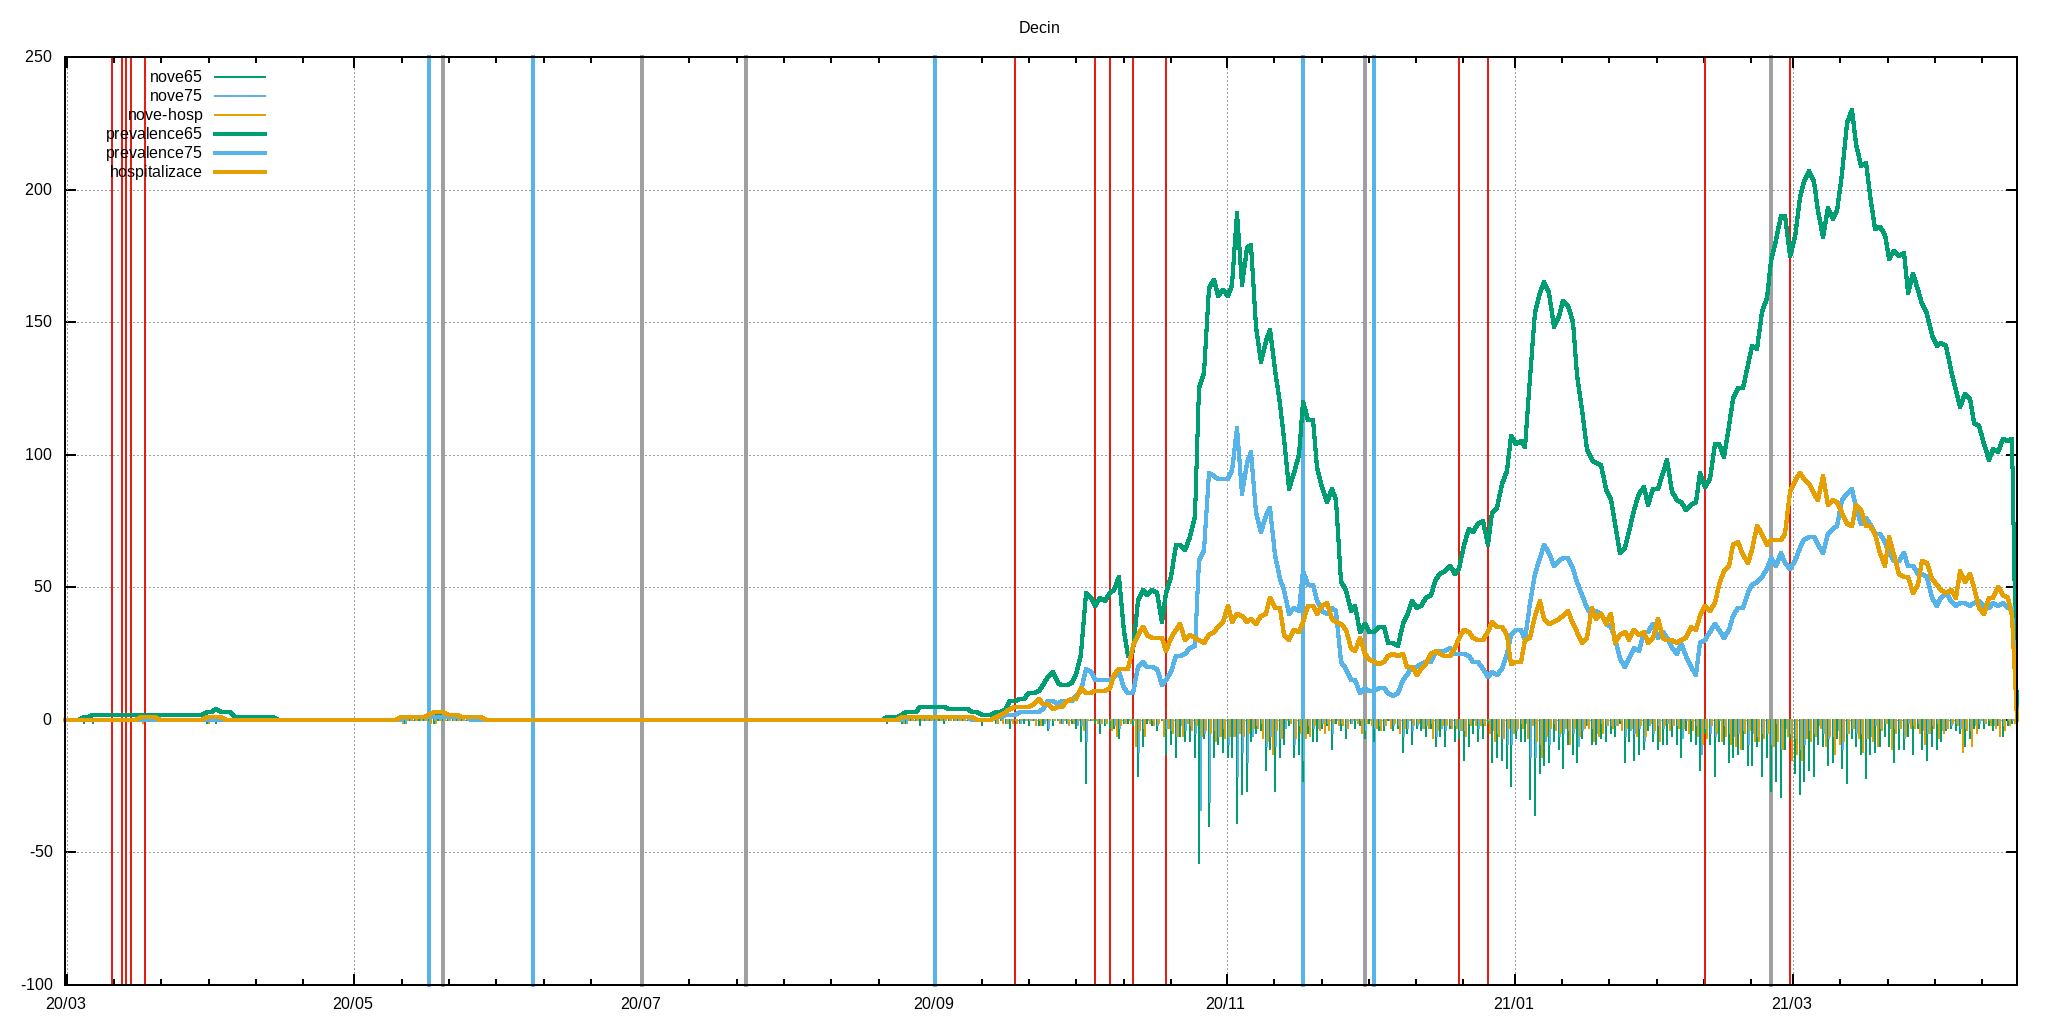 Decin
250
200
150
100
50
0
-50
-100
nove65
nove75
nove-hosp
prevalence65
prevalence75
hospitalizace
20/03 20/05 20/07 20/09 20/11 21/01 21/03